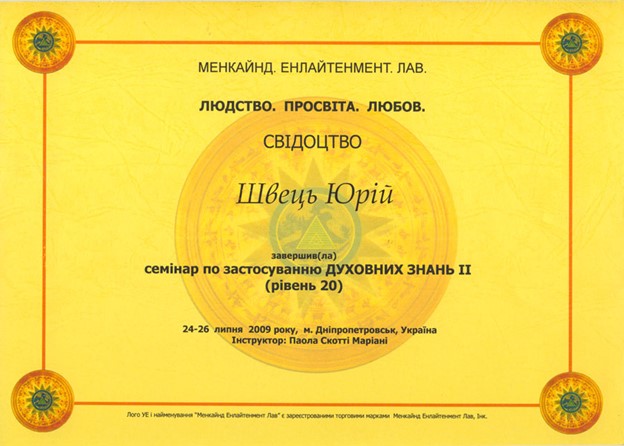 МЕНКАЙНД. ЕНЛАЙТЕНМЕНТ. ЛАВ.
ЛЮДСТВО. ПРОСВІТА. ЛЮБОВ.
СВІДОЦТВО
Швець Юрій
завершив(ла)
семінар по застосуванню ДУХОВНИХ ЗНАНЬ II
(рівень 20)
24-26 липня 2009 року, м. Дніпропетровськ, Україна
Інструктор: Паола Скотті Маріані
Лого УЕ і найменування "Менкайнд Енлайтенмент Лав" є зареєстрованими торговими марками Менкайнд Енлайтенмент Лав, Інк.